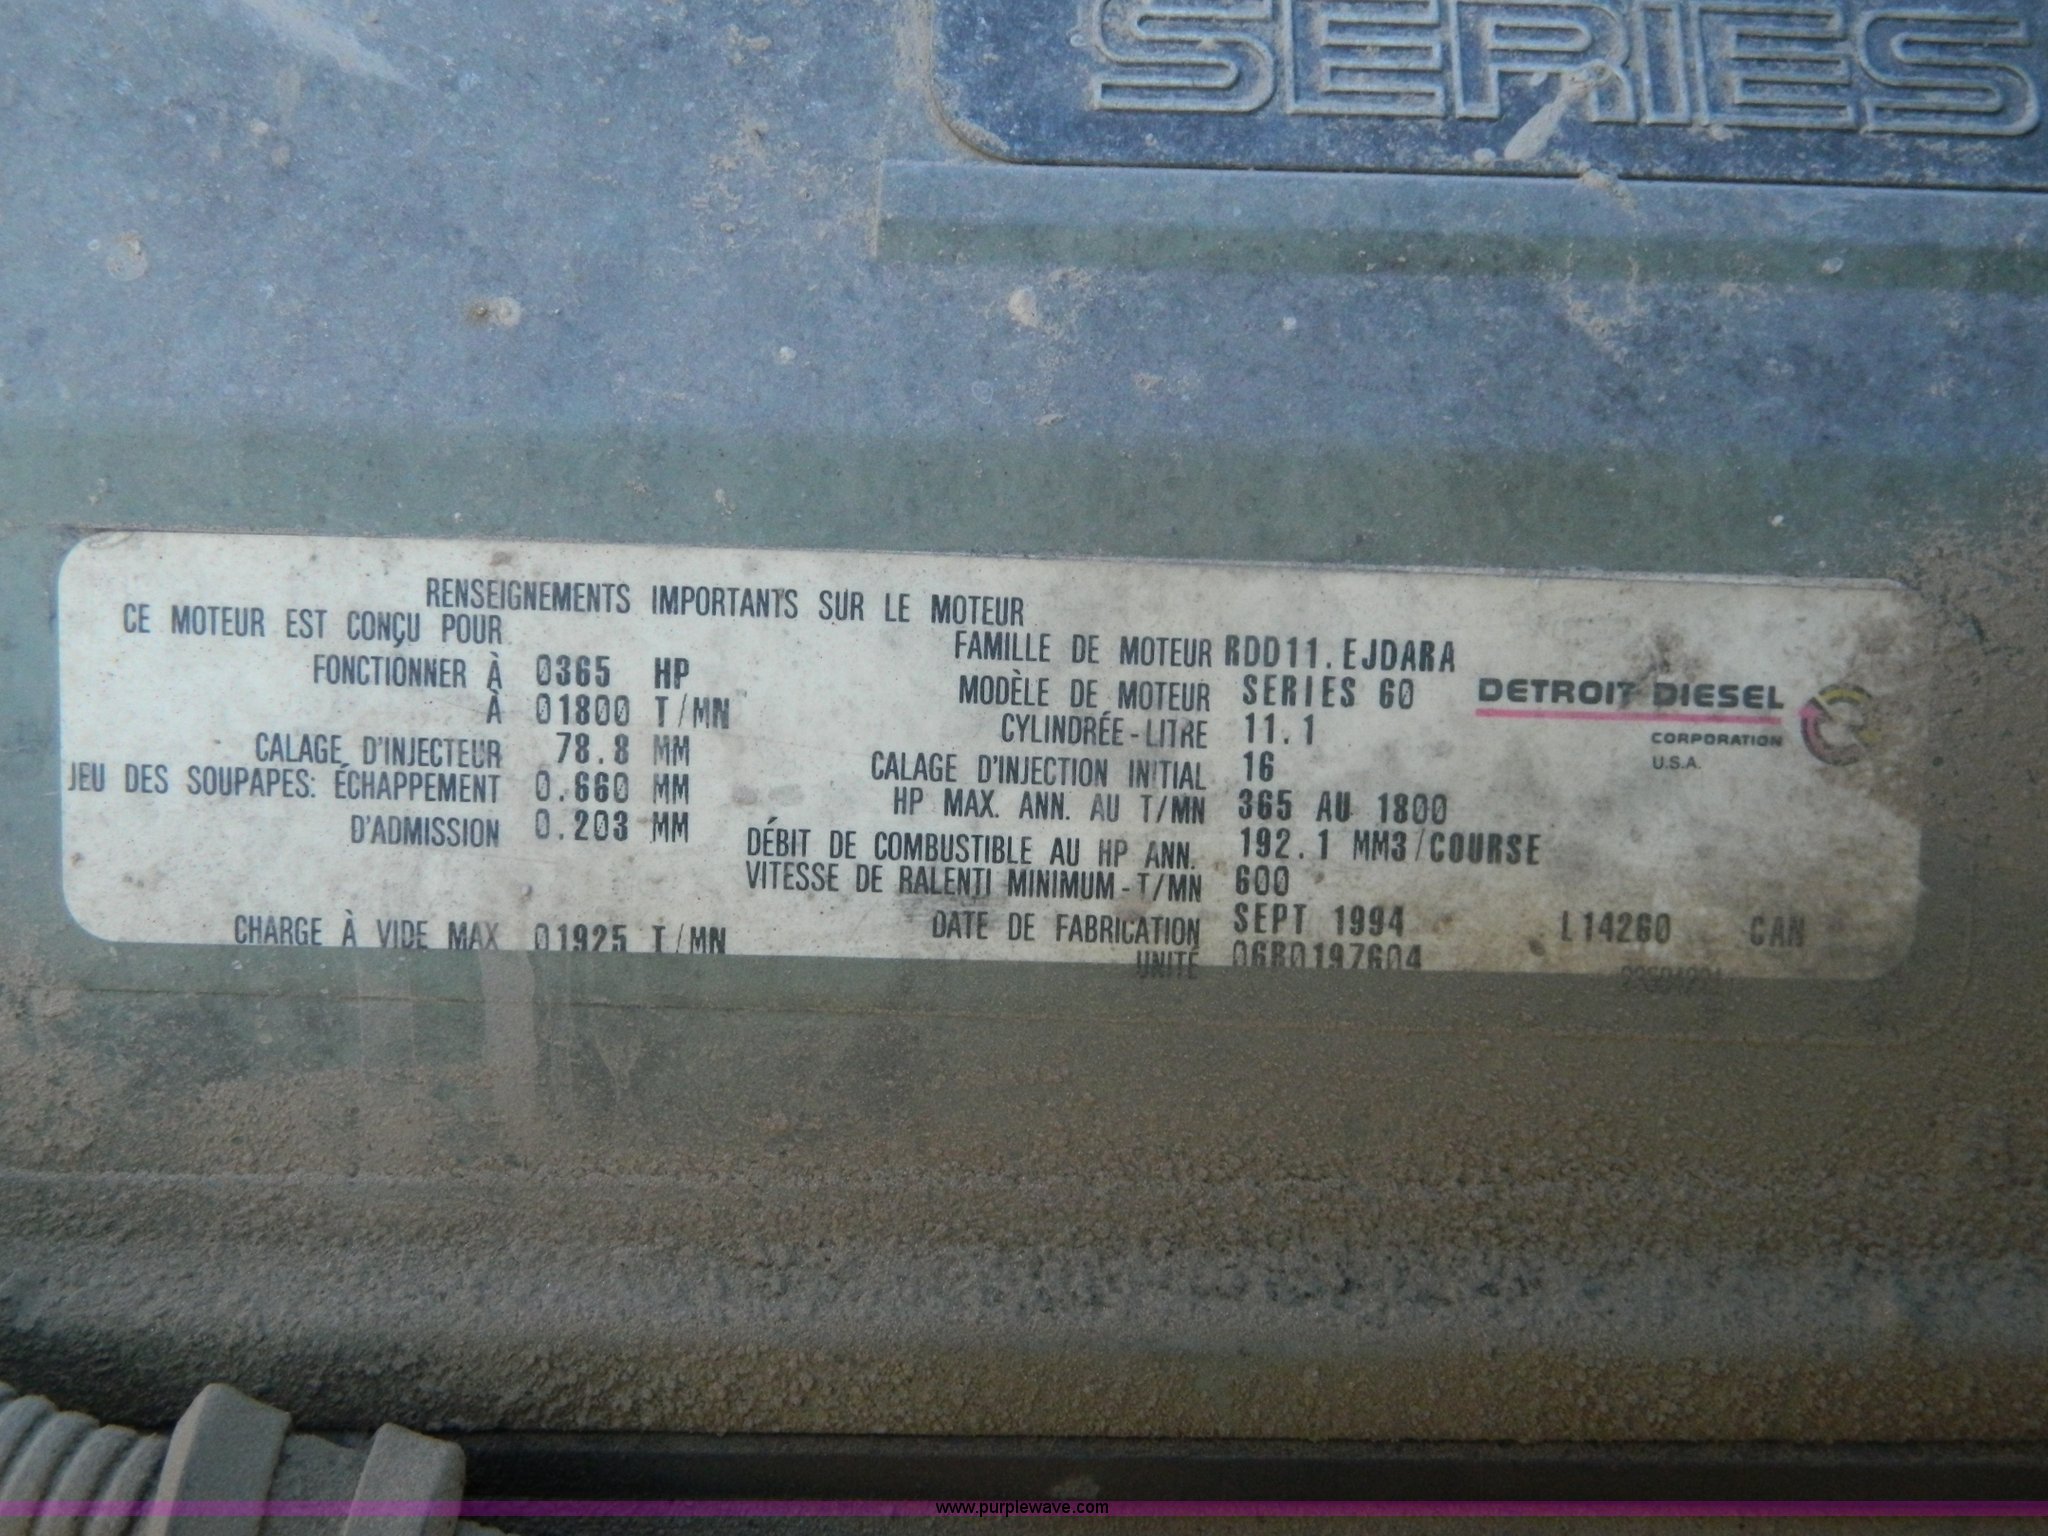 SERIES
RENSEIGNEMENTS IMPORTANTS SUR LE MOTEUR
CE MOTEUR EST CONÇU POUR
FONCTIONNER À 0365 HP
À 01800 T/MN
CALAGE D'INJECTEUR 78.8 MM
JEU DES SOUPAPES: ÉCHAPPEMENT 0.660 MM
D'ADMISSION 0.203 MM
CHARGE À VIDE MAX 01925 T/MN
FAMILLE DE MOTEUR RDD11.EJDARA
MODÈLE DE MOTEUR SERIES 60
CYLINDRÉE-LITRE 11.1
CALAGE D'INJECTION INITIAL 16
HP MAX. ANN. AU T/MN 365 AU 1800
DÉBIT DE COMBUSTIBLE AU HP ANN. 192.1 MM3/COURSE
VITESSE DE RALENTI MINIMUM-T/MN 600
DATE DE FABRICATION SEPT 1994 L14260 CAN
UNITÉ 06R0197604
DETROIT DIESEL
CORPORATION
U.S.A.
www.purplewave.com